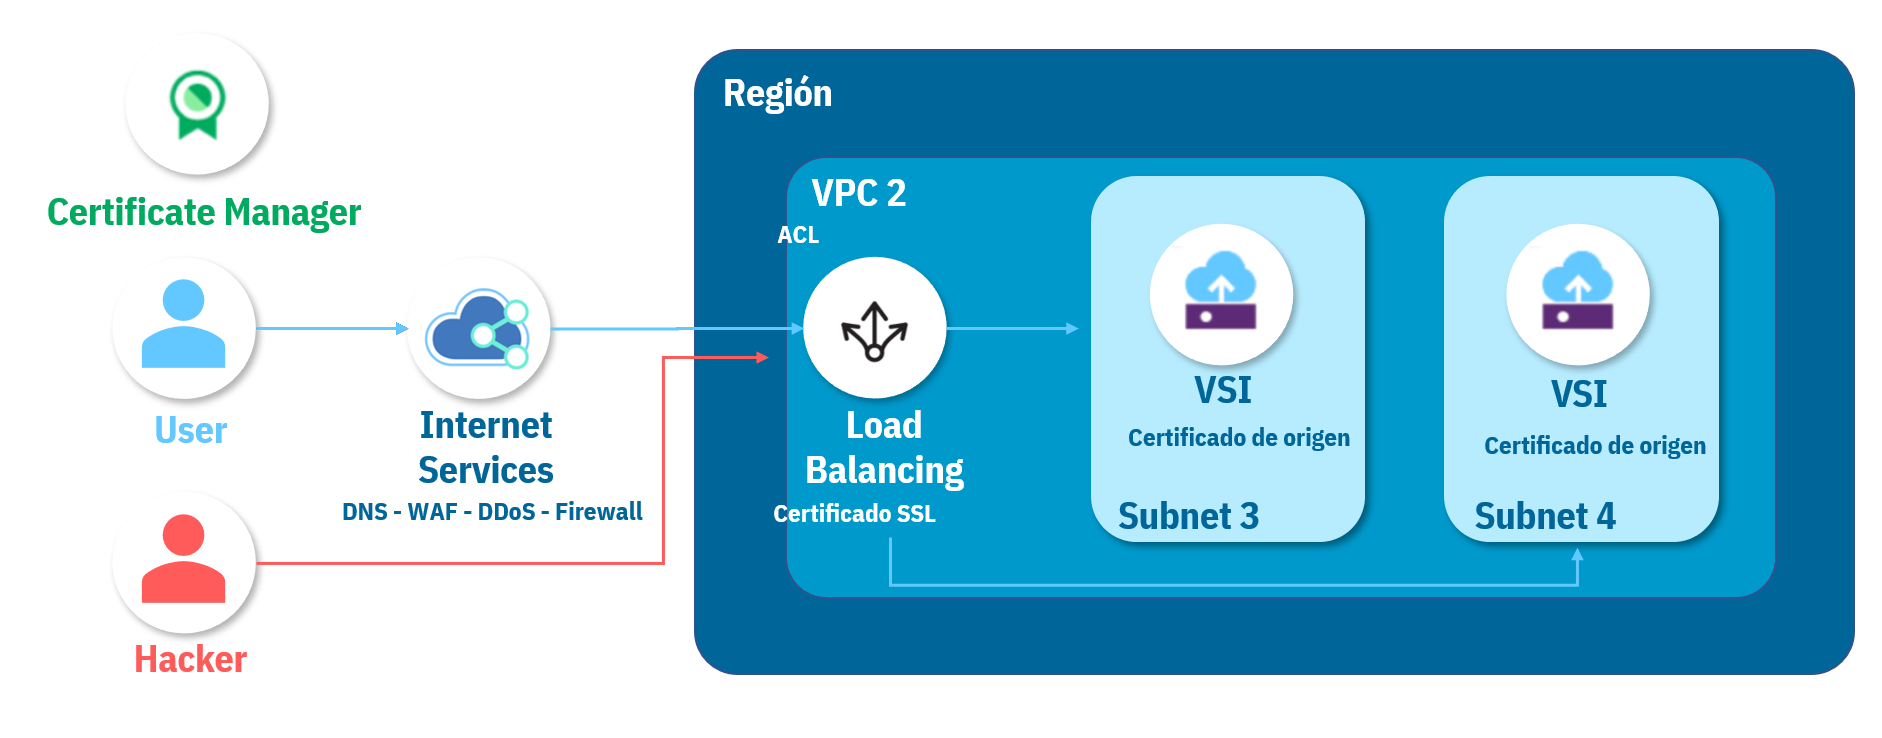 Certificate Manager
User
Internet
Services
DNS - WAF - DDoS - Firewall
Hacker
Región
VPC 2
ACL
Load
Balancing
Certificado SSL
VSI
Certificado de origen
Subnet 3
VSI
Certificado de origen
Subnet 4